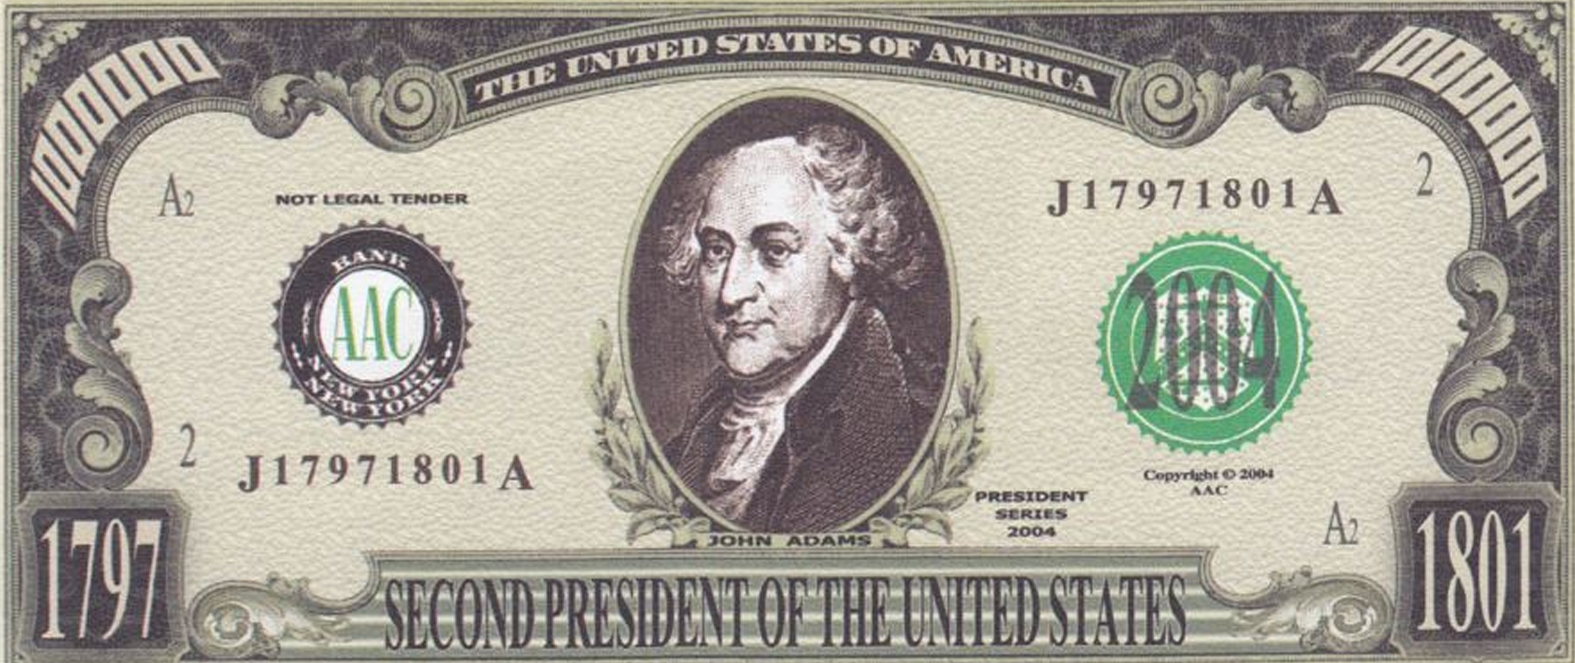 THE UNITED STATES OF AMERICA
1000000
1000000
A2
NOT LEGAL TENDER
J17971801A
2
BANK
AAC
NEW YORK
NEW YORK
2004
2
J17971801A
Copyright © 2004
AAC
PRESIDENT
SERIES
2004
A2
JOHN ADAMS
1797
SECOND PRESIDENT OF THE UNITED STATES
1801